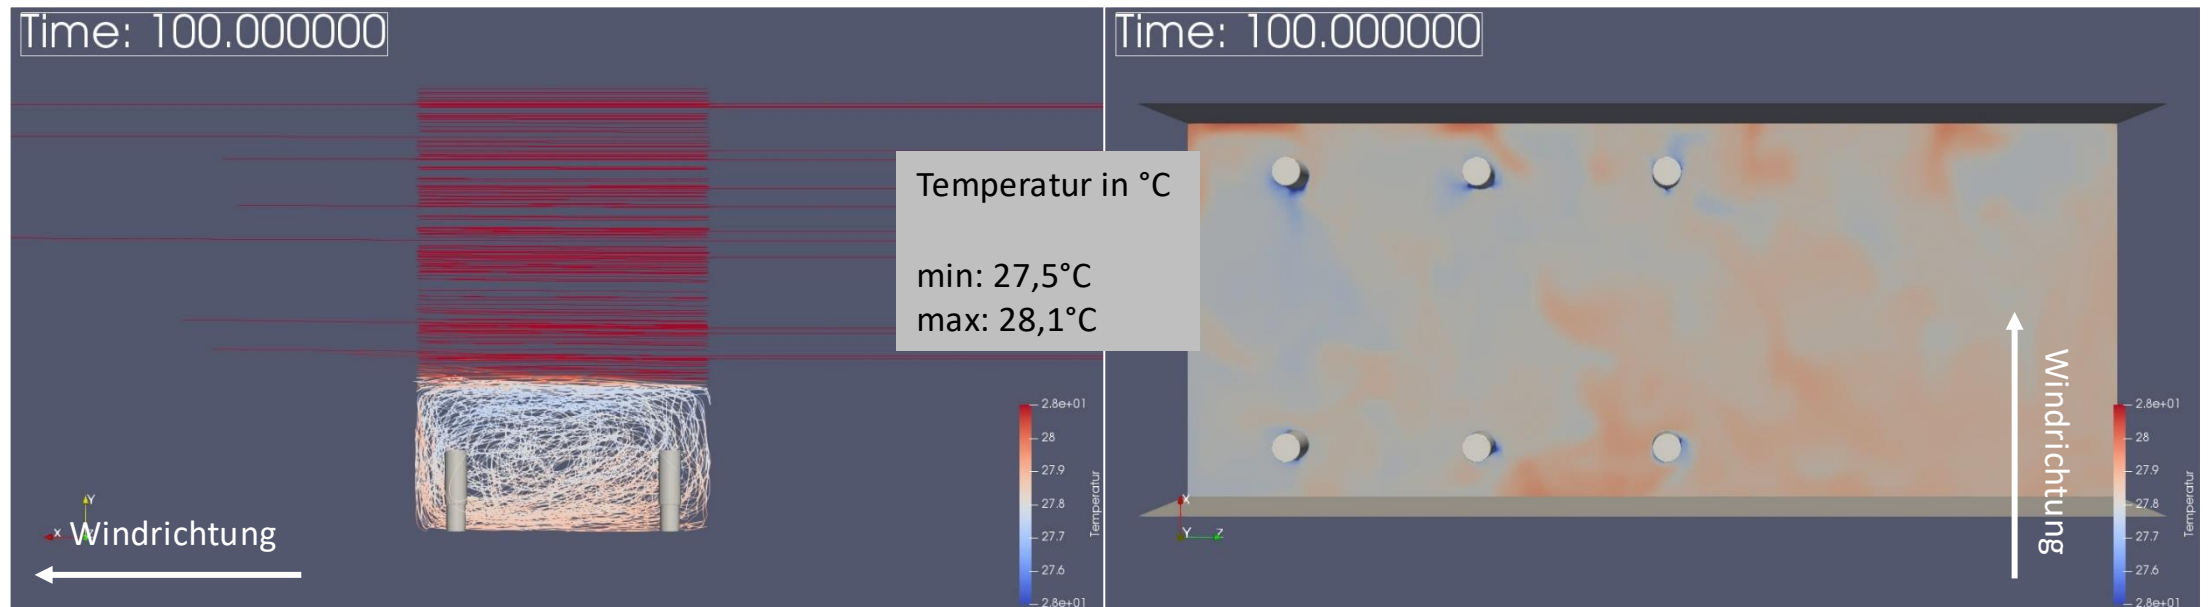 Time: 100.000000
Time: 100.000000
Temperatur in °C
min: 27,5°C
max: 28,1°C
2.8e+01
28
27.9
27.8
27.7
27.6
2.8e+01
Temperatur
Y
X
Z
Windrichtung
X
Y
Z
Windrichtung
2.8e+01
28
27.9
27.8
27.7
27.6
2.8e+01
Temperatur